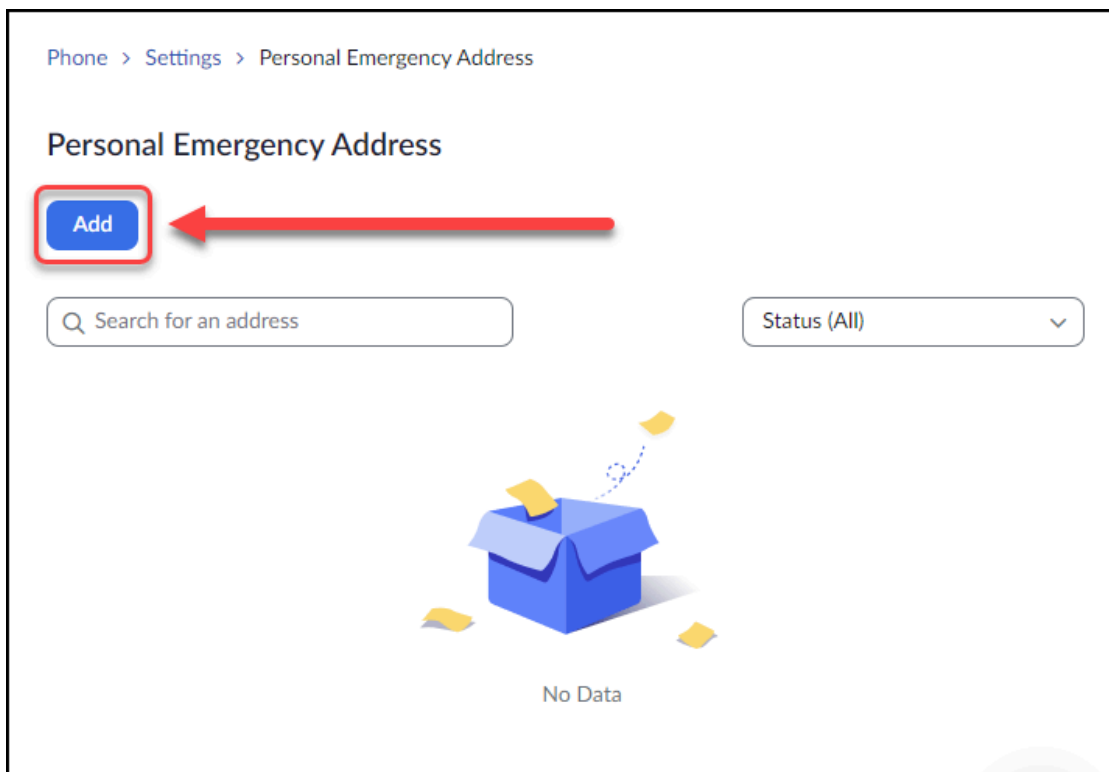 Phone > Settings > Personal Emergency Address
Personal Emergency Address
Add
Search for an address
Status (All)
No Data